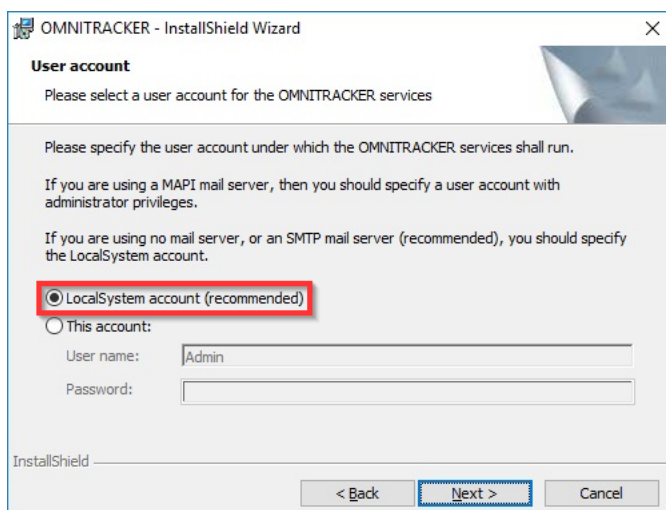 OMNITRACKER - InstallShield Wizard
User account
Please select a user account for the OMNITRACKER services
Please specify the user account under which the OMNITRACKER services shall run.
If you are using a MAPI mail server, then you should specify a user account with
administrator privileges.
If you are using no mail server, or an SMTP mail server (recommended), you should specify
the LocalSystem account.
LocalSystem account (recommended)
This account:
User name: Admin
Password:
InstallShield
< Back Next > Cancel